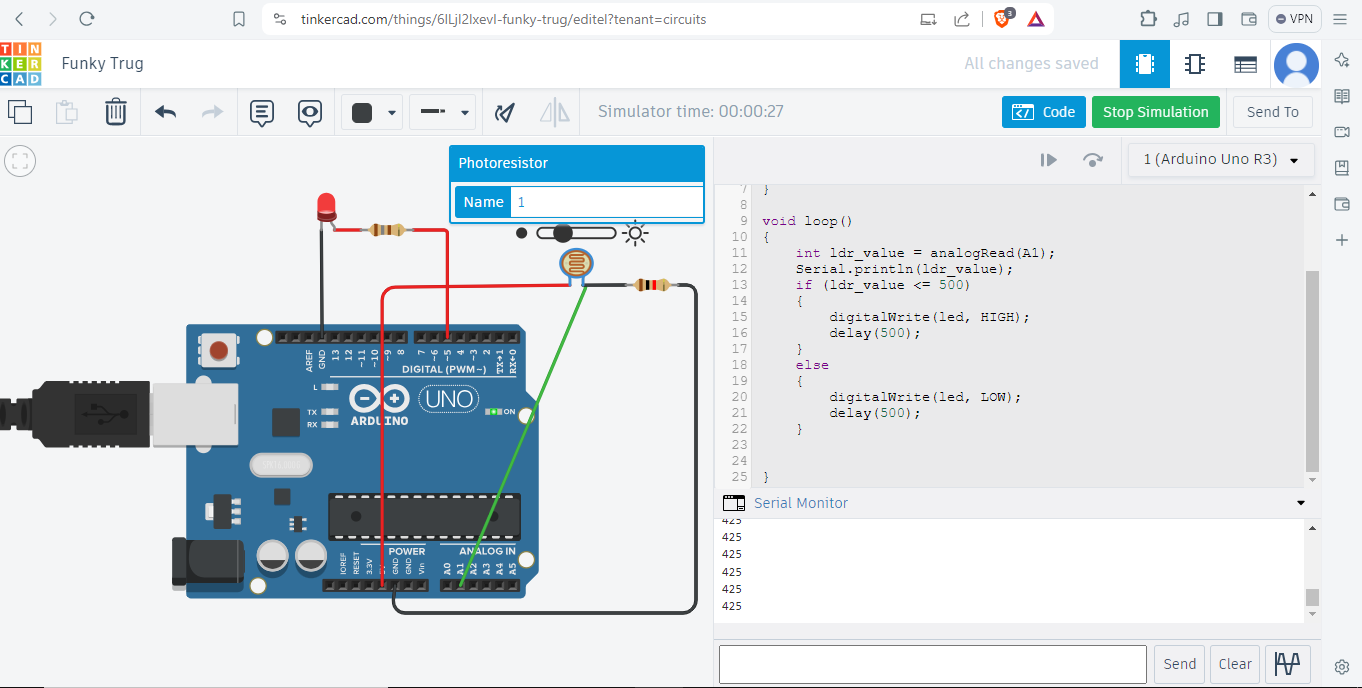 tinkercad.com/things/6lLjl2lxevl-funky-trug/editel?tenant=circuits
3
VPN
TIN
KER
CAD
Funky Trug
All changes saved
Simulator time: 00:00:27
Code
Stop Simulation
Send To
Photoresistor
Name 1
1 (Arduino Uno R3)
7 }
8
9 void loop()
10 {
11 int ldr_value = analogRead(A1);
12 Serial.println(ldr_value);
13 if (ldr_value <= 500)
14 {
15 digitalWrite(led, HIGH);
16 delay(500);
17 }
18 else
19 {
20 digitalWrite(led, LOW);
21 delay(500);
22 }
23
24
25 }
AREF GND 13 12 ~11 ~10 ~9 8 7 ~6 ~5 4 ~3 2 TX→1 RX←0
DIGITAL (PWM~)
L
TX
RX
UNO
ON
ARDUINO
POWER
ANALOG IN
IOREF RESET 3.3V GND GND Vin A0 A1 A2 A3 A4 A5
Serial Monitor
425
425
425
425
425
425
Send
Clear